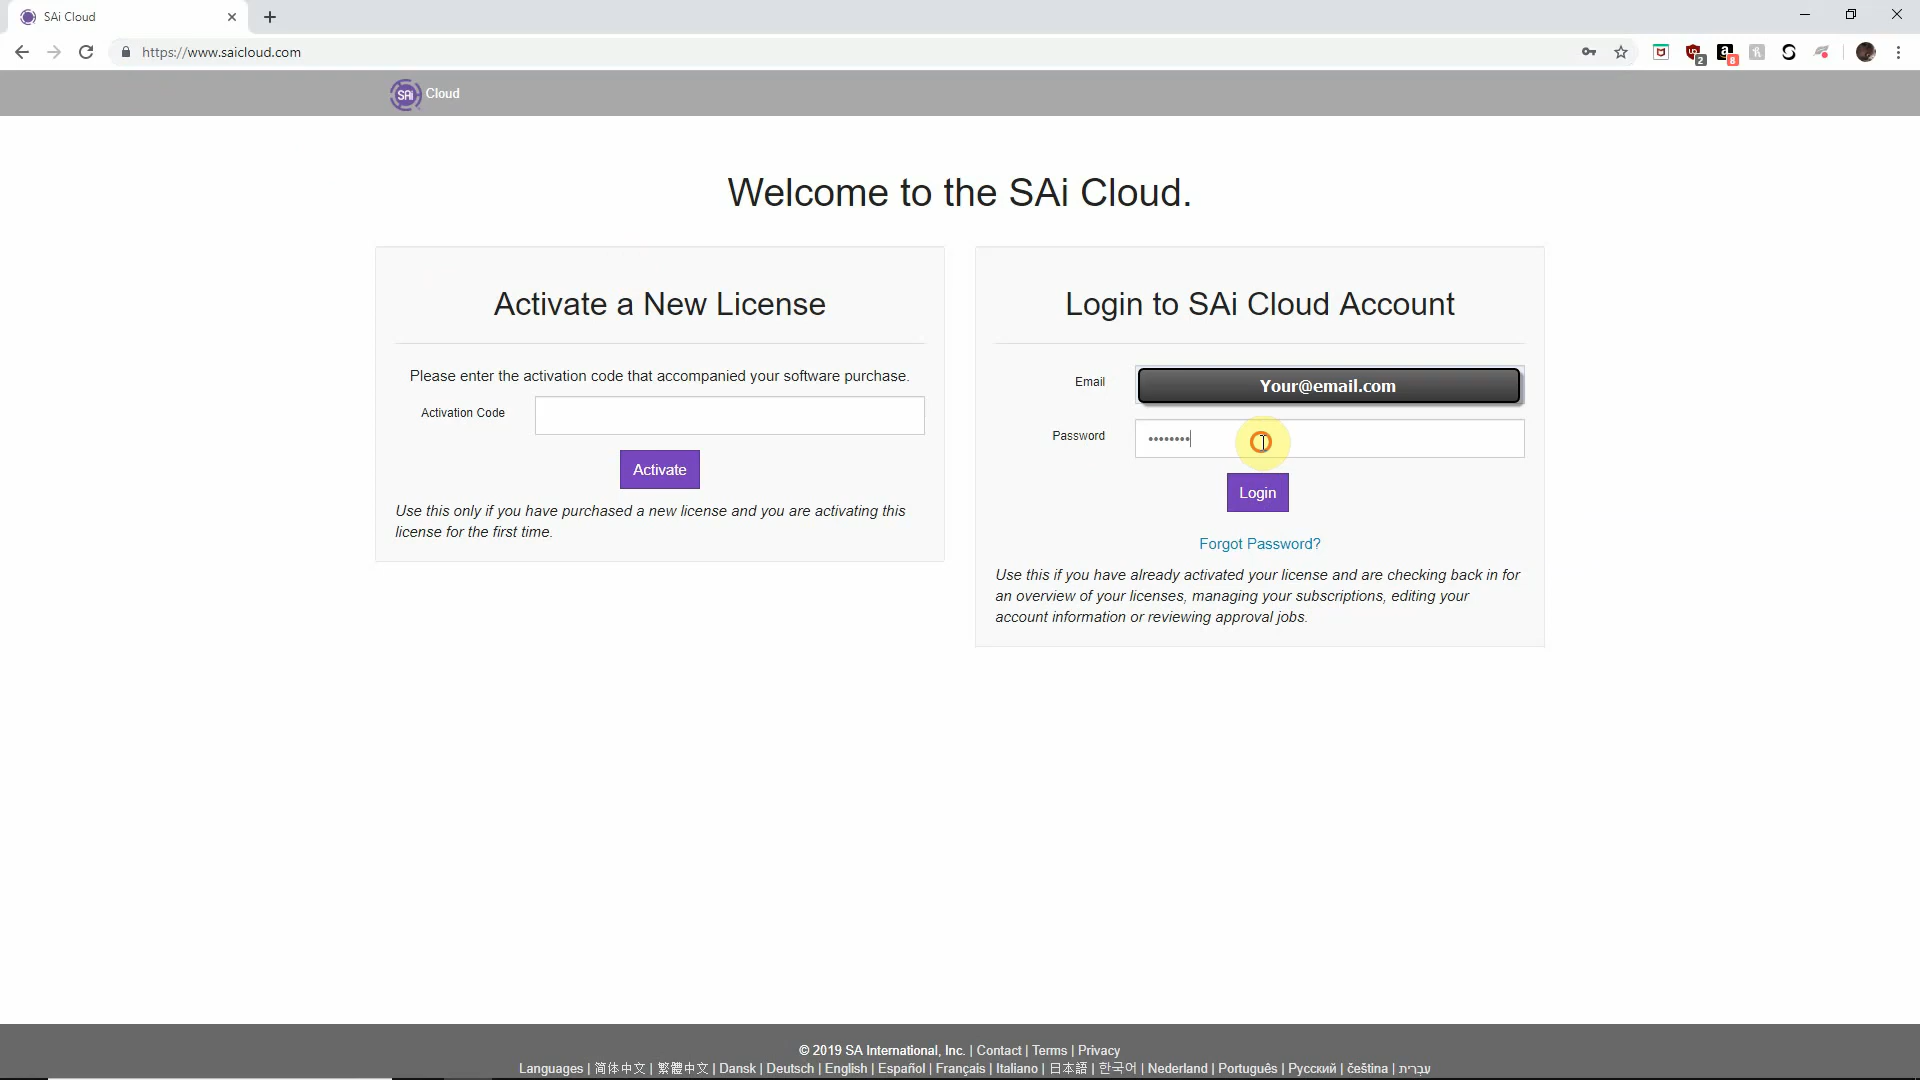 SAi Cloud
https://www.saicloud.com
2
a
8
SAi Cloud
Welcome to the SAi Cloud.
Activate a New License
Please enter the activation code that accompanied your software purchase.
Activation Code
Activate
Use this only if you have purchased a new license and you are activating this
license for the first time.
Login to SAi Cloud Account
Email
Your@email.com
Password
••••••••
Login
Forgot Password?
Use this if you have already activated your license and are checking back in for
an overview of your licenses, managing your subscriptions, editing your
account information or reviewing approval jobs.
© 2019 SA International, Inc. | Contact | Terms | Privacy
Languages | 简体中文 | 繁體中文 | Dansk | Deutsch | English | Español | Français | Italiano | 日本語 | 한국어 | Nederland | Português | Русский | čeština | עברית